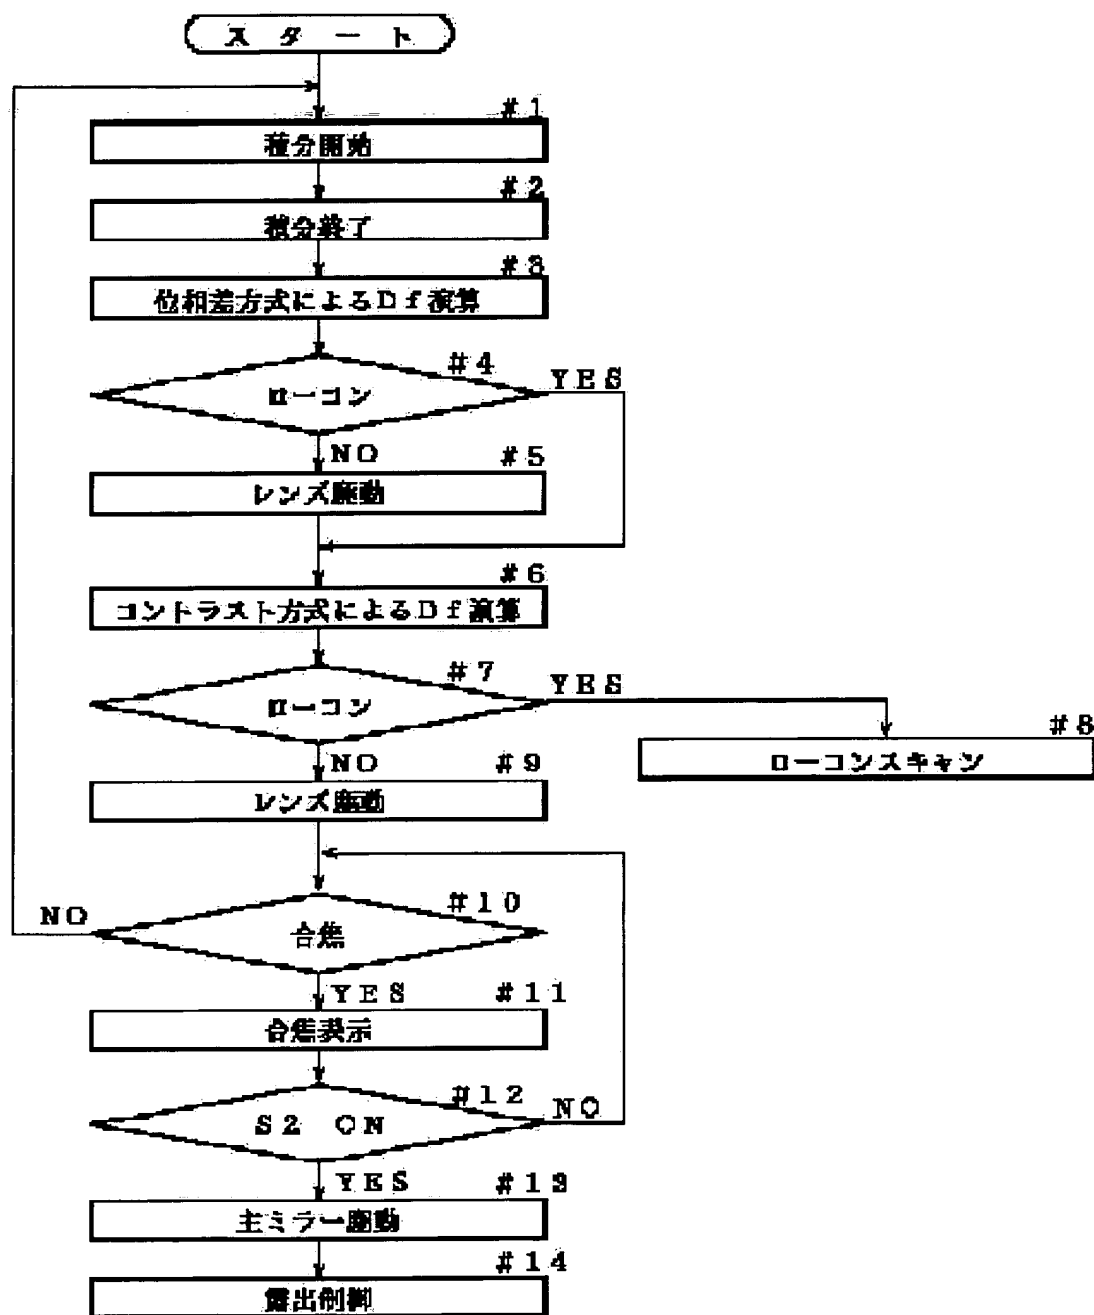 スタート
#1
積分開始
#2
積分終了
#3
位相差方式によるDf演算
#4
ローコン
YES
NO
#5
レンズ駆動
#6
コントラスト方式によるDf演算
#7
ローコン
YES
#8
ローコンスキャン
NO
#9
レンズ駆動
#10
合焦
NO
YES
#11
合焦表示
#12
S2 ON
NO
YES
#13
主ミラー駆動
#14
露出制御